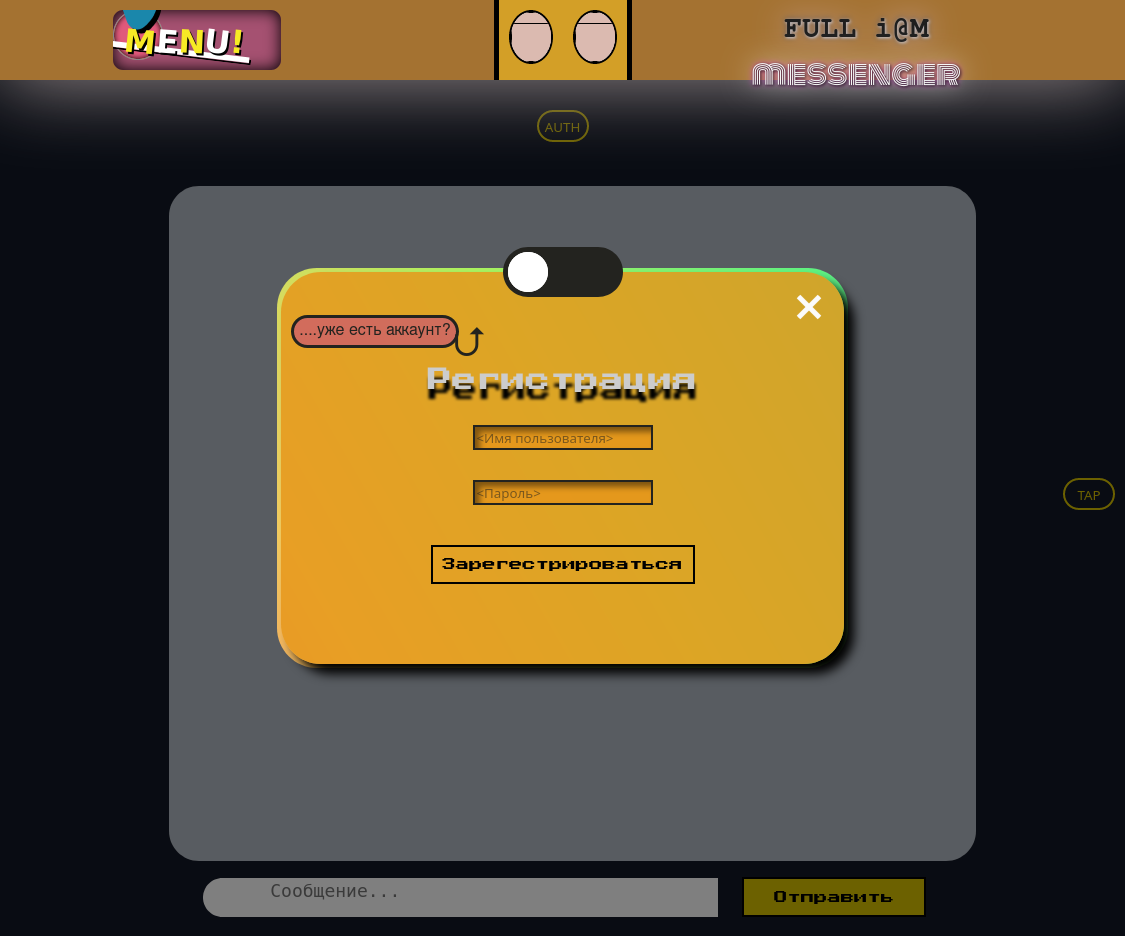 MENU!
FULL i@M
MESSENGER
AUTH
....уже есть аккаунт?
Регистрация
<Имя пользователя>
<Пароль>
TAP
Зарегестрироваться
Сообщение...
Отправить